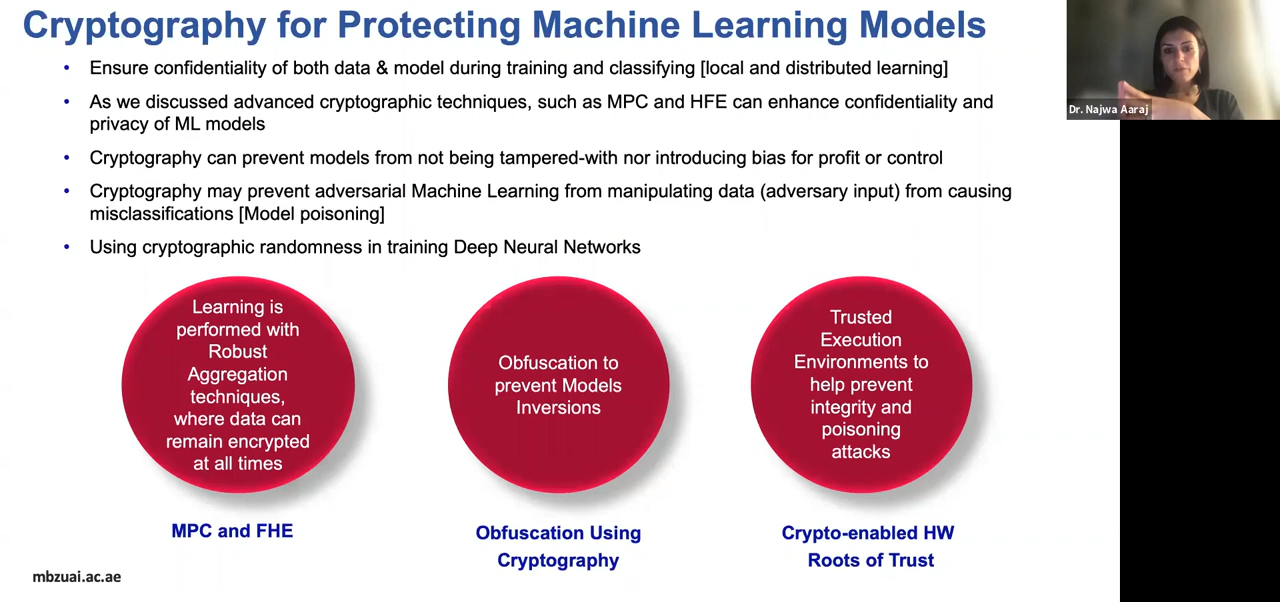 Cryptography for Protecting Machine Learning Models
• Ensure confidentiality of both data & model during training and classifying [local and distributed learning]
• As we discussed advanced cryptographic techniques, such as MPC and HFE can enhance confidentiality and
privacy of ML models
• Cryptography can prevent models from not being tampered-with nor introducing bias for profit or control
• Cryptography may prevent adversarial Machine Learning from manipulating data (adversary input) from causing
misclassifications [Model poisoning]
• Using cryptographic randomness in training Deep Neural Networks
Learning is
performed with
Robust
Aggregation
techniques,
where data can
remain encrypted
at all times
MPC and FHE
Obfuscation to
prevent Models
Inversions
Obfuscation Using
Cryptography
Trusted
Execution
Environments to
help prevent
integrity and
poisoning
attacks
Crypto-enabled HW
Roots of Trust
mbzuai.ac.ae
Dr. Najwa Aaraj